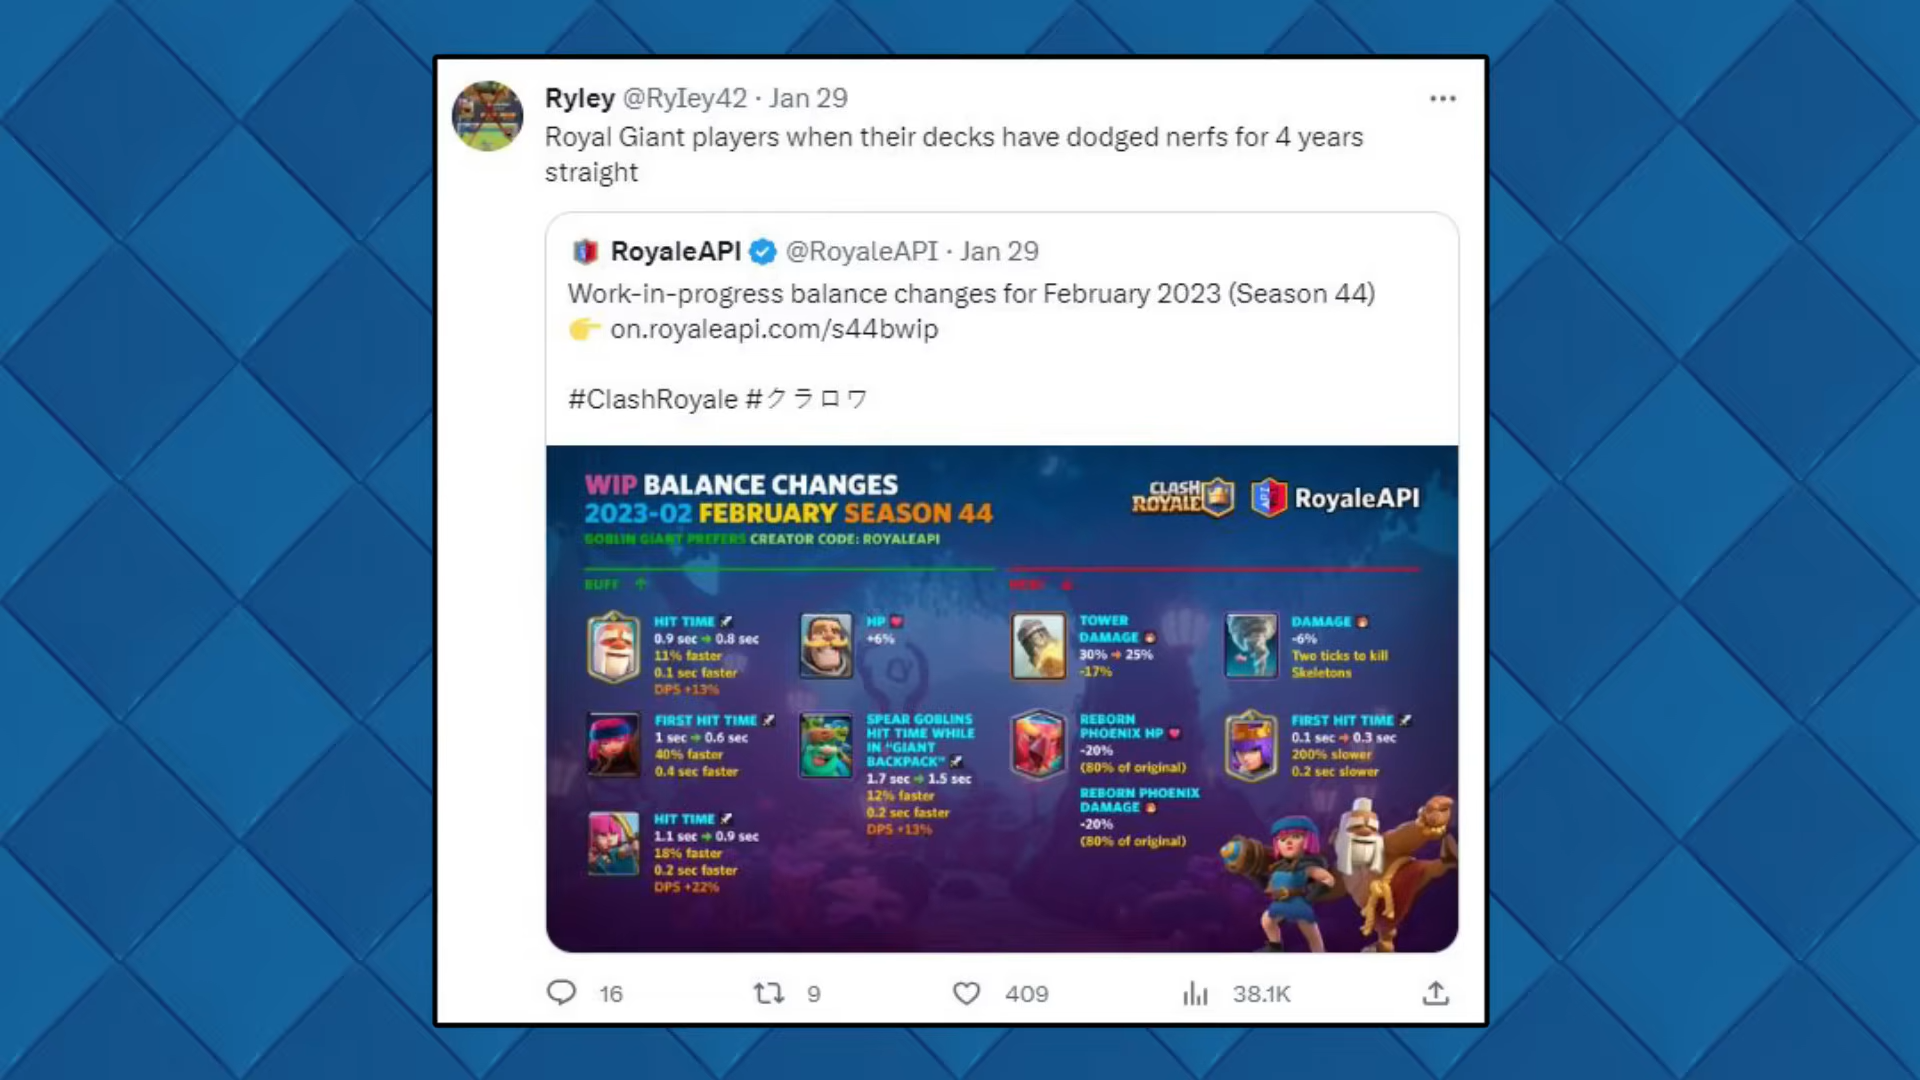 Ryley @RyIey42 · Jan 29
Royal Giant players when their decks have dodged nerfs for 4 years
straight
RoyaleAPI @RoyaleAPI · Jan 29
Work-in-progress balance changes for February 2023 (Season 44)
👉 on.royaleapi.com/s44bwip
#ClashRoyale #クラロワ
WIP BALANCE CHANGES
2023-02 FEBRUARY SEASON 44
GOBLIN GIANT PREFERS CREATOR CODE: ROYALEAPI
CLASH
ROYALE
API
RoyaleAPI
BUFF
HIT TIME
0.9 sec → 0.8 sec
11% faster
0.1 sec faster
DPS +13%
HP
+6%
FIRST HIT TIME
1 sec → 0.6 sec
40% faster
0.4 sec faster
SPEAR GOBLINS
HIT TIME WHILE
IN "GIANT
BACKPACK"
1.7 sec → 1.5 sec
12% faster
0.2 sec faster
DPS +13%
HIT TIME
1.1 sec → 0.9 sec
18% faster
0.2 sec faster
DPS +22%
NERF
TOWER
DAMAGE
30% → 25%
-17%
DAMAGE
-6%
Two ticks to kill
Skeletons
REBORN
PHOENIX HP
-20%
(80% of original)
REBORN PHOENIX
DAMAGE
-20%
(80% of original)
FIRST HIT TIME
0.1 sec → 0.3 sec
200% slower
0.2 sec slower
16
9
409
38.1K